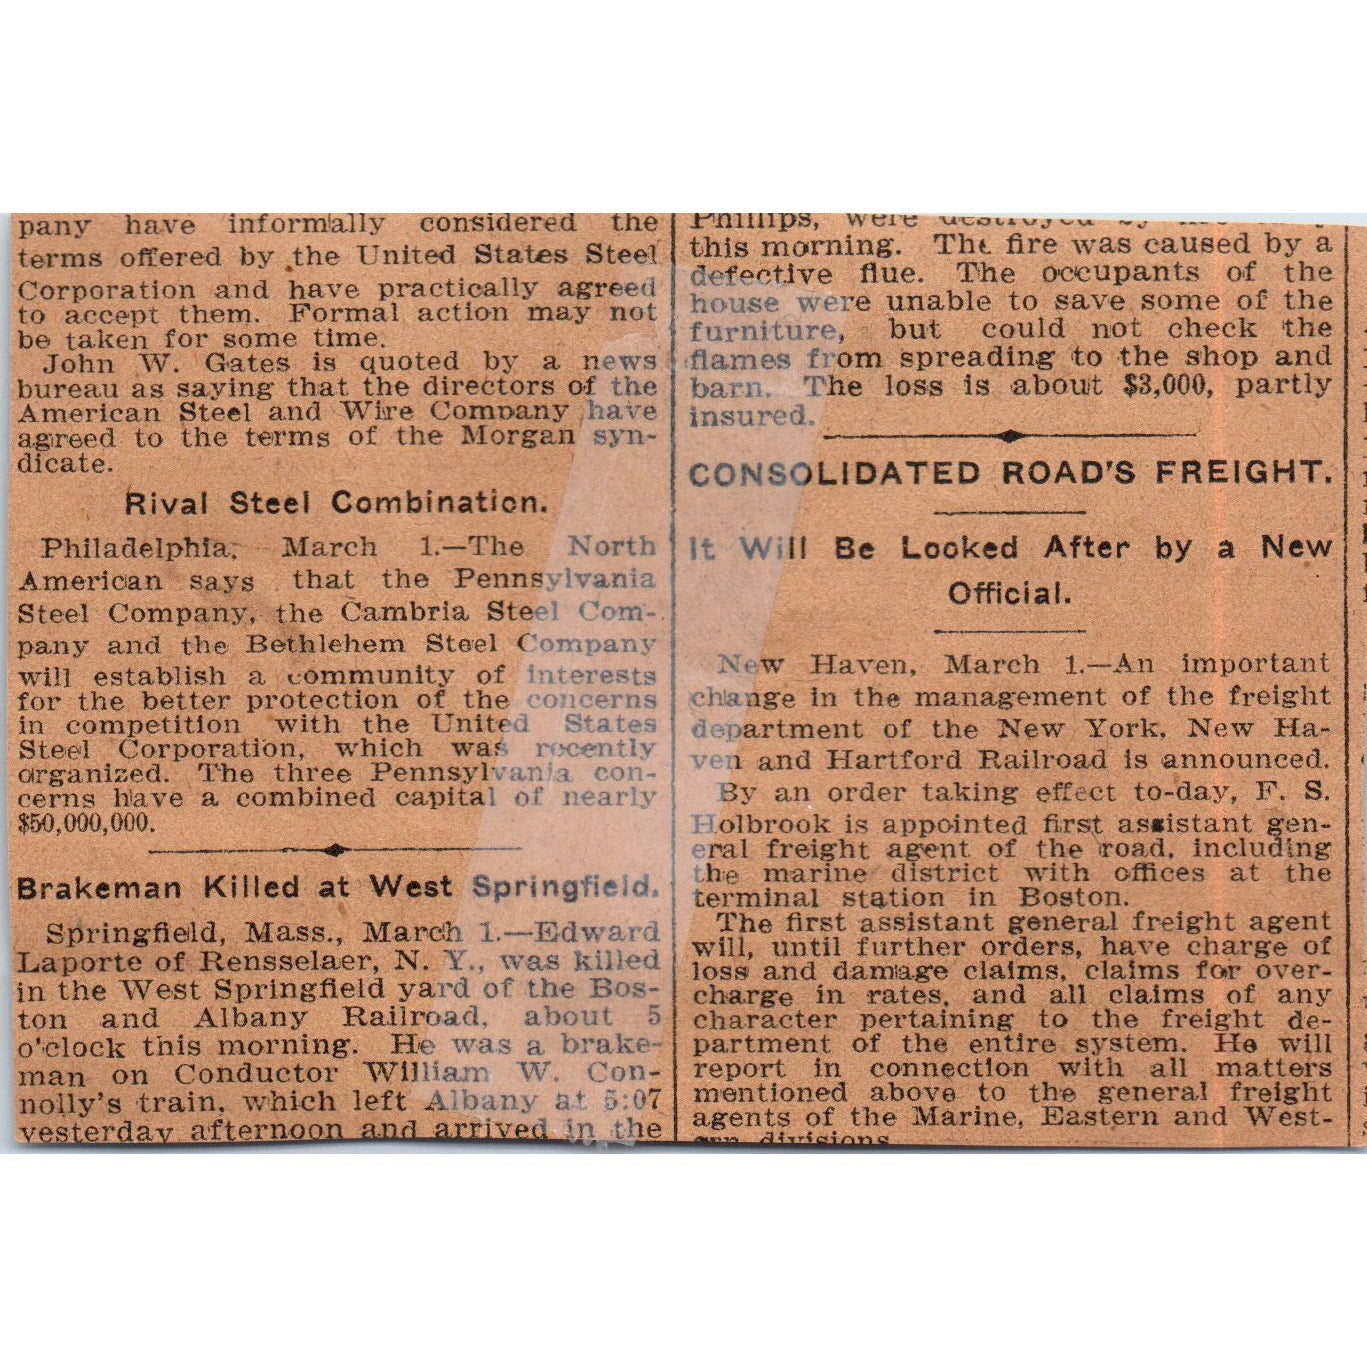 pany have informally considered the
terms offered by the United States Steel
Corporation and have practically agreed
to accept them. Formal action may not
be taken for some time.
John W. Gates is quoted by a news
bureau as saying that the directors of the
American Steel and Wire Company have
agreed to the terms of the Morgan syn-
dicate.
Rival Steel Combination.
Philadelphia, March 1.—The North
American says that the Pennsylvania
Steel Company, the Cambria Steel Com-
pany and the Bethlehem Steel Company
will establish a community of interests
for the better protection of the concerns
in competition with the United States
Steel Corporation, which was recently
organized. The three Pennsylvania con-
cerns have a combined capital of nearly
$50,000,000.
Brakeman Killed at West Springfield.
Springfield, Mass., March 1.—Edward
Laporte of Rensselaer, N. Y., was killed
in the West Springfield yard of the Bos-
ton and Albany Railroad, about 5
o'clock this morning. He was a brake-
man on Conductor William W. Con-
nolly's train, which left Albany at 5:07
yesterday afternoon and arrived in the
Phillips, were destroyed by
this morning. The fire was caused by a
defective flue. The occupants of the
house were unable to save some of the
furniture, but could not check the
flames from spreading to the shop and
barn. The loss is about $3,000, partly
insured.
CONSOLIDATED ROAD'S FREIGHT.
It Will Be Looked After by a New
Official.
New Haven, March 1.—An important
change in the management of the freight
department of the New York, New Ha-
ven and Hartford Railroad is announced.
By an order taking effect to-day, F. S.
Holbrook is appointed first assistant gen-
eral freight agent of the road, including
the marine district with offices at the
terminal station in Boston.
The first assistant general freight agent
will, until further orders, have charge of
loss and damage claims, claims for over-
charge in rates, and all claims of any
character pertaining to the freight de-
partment of the entire system. He will
report in connection with all matters
mentioned above to the general freight
agents of the Marine, Eastern and West-
ern divisions.